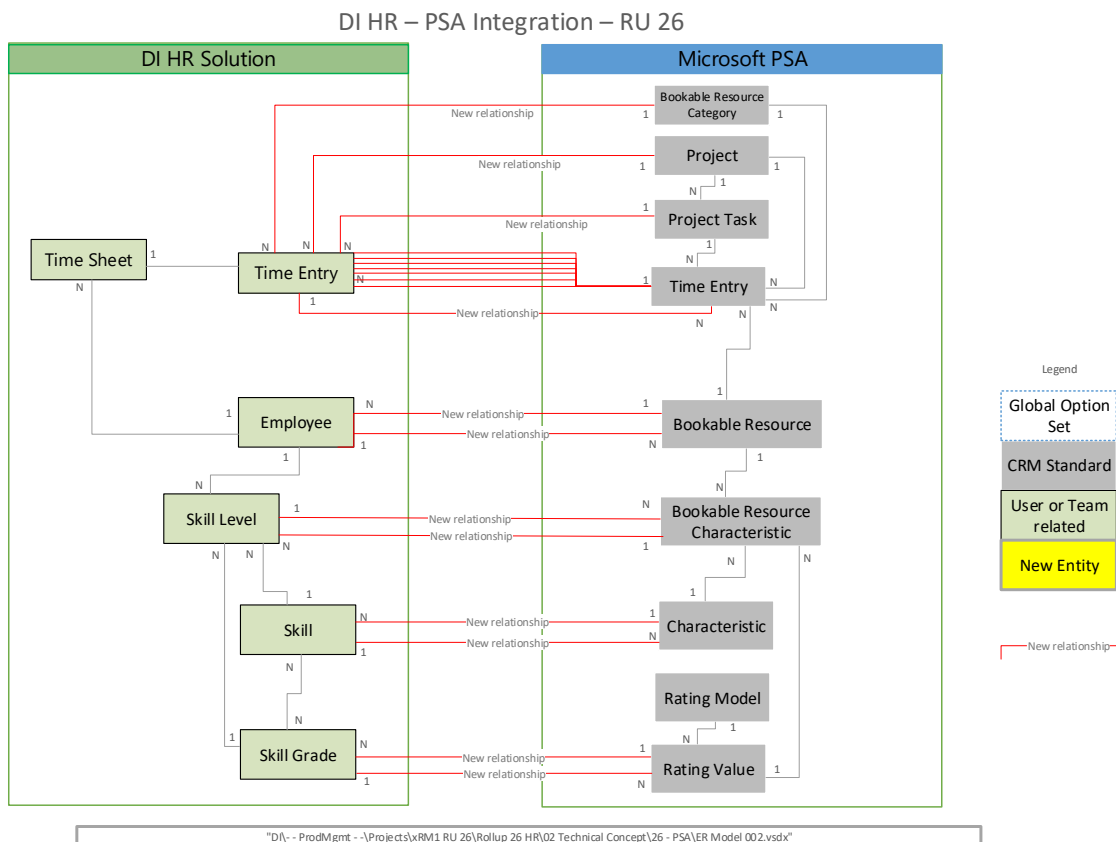 DI HR – PSA Integration – RU 26
DI HR Solution
Microsoft PSA
Bookable Resource
Category
1
1
New relationship
Project
1
1
New relationship
1
N
Project Task
1
New relationship
1
N
N
N
N
Time Sheet
1
N
Time Entry
N
1
Time Entry
1
N
N
New relationship
1
N
N
Legend
Global Option
Set
CRM Standard
User or Team
related
New Entity
New relationship
1
Employee
N
1
1
New relationship
New relationship
1
1
N
Bookable Resource
1
N
N
Skill Level
1
N
N
N
New relationship
New relationship
N
1
Bookable Resource
Characteristic
N
N
1
1
Skill
N
1
N
New relationship
New relationship
1
N
Characteristic
Rating Model
1
N
N
1
Skill Grade
N
1
New relationship
New relationship
1
N
Rating Value
1
"DI\- - ProdMgmt - -\Projects\xRM1 RU 26\Rollup 26 HR\02 Technical Concept\26 - PSA\ER Model 002.vsdx"